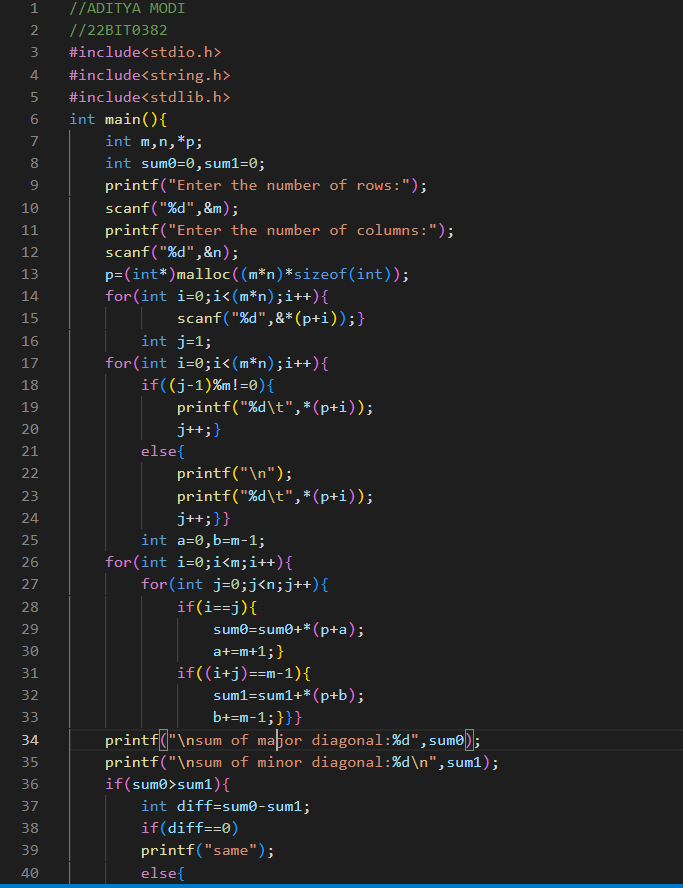 1 //ADITYA MODI
2 //22BIT0382
3 #include<stdio.h>
4 #include<string.h>
5 #include<stdlib.h>
6 int main(){
7     int m,n,*p;
8     int sum0=0,sum1=0;
9     printf("Enter the number of rows:");
10     scanf("%d",&m);
11     printf("Enter the number of columns:");
12     scanf("%d",&n);
13     p=(int*)malloc((m*n)*sizeof(int));
14     for(int i=0;i<(m*n);i++){
15             scanf("%d",&*(p+i));}
16         int j=1;
17     for(int i=0;i<(m*n);i++){
18         if((j-1)%m!=0){
19             printf("%d\t",*(p+i));
20             j++;}
21         else{
22             printf("\n");
23             printf("%d\t",*(p+i));
24             j++;}}
25         int a=0,b=m-1;
26     for(int i=0;i<m;i++){
27         for(int j=0;j<n;j++){
28             if(i==j){
29                 sum0=sum0+*(p+a);
30                 a+=m+1;}
31             if((i+j)==m-1){
32                 sum1=sum1+*(p+b);
33                 b+=m-1;}}}
34     printf("\nsum of major diagonal:%d",sum0);
35     printf("\nsum of minor diagonal:%d\n",sum1);
36     if(sum0>sum1){
37         int diff=sum0-sum1;
38         if(diff==0)
39         printf("same");
40         else{